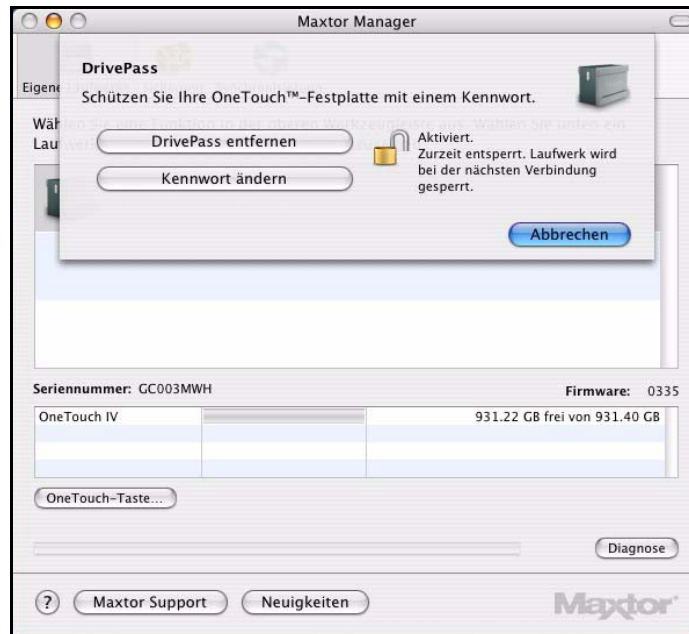 Maxtor Manager
DrivePass
Schützen Sie Ihre OneTouch™-Festplatte mit einem Kennwort.
Eigene
Wäh
Lau
DrivePass entfernen
Aktiviert.
Zurzeit entsperrt. Laufwerk wird
bei der nächsten Verbindung
gesperrt.
Kennwort ändern
Abbrechen
Seriennummer: GC003MWH
Firmware: 0335
OneTouch IV
931.22 GB frei von 931.40 GB
OneTouch-Taste...
Diagnose
? Maxtor Support Neuigkeiten
Maxtor